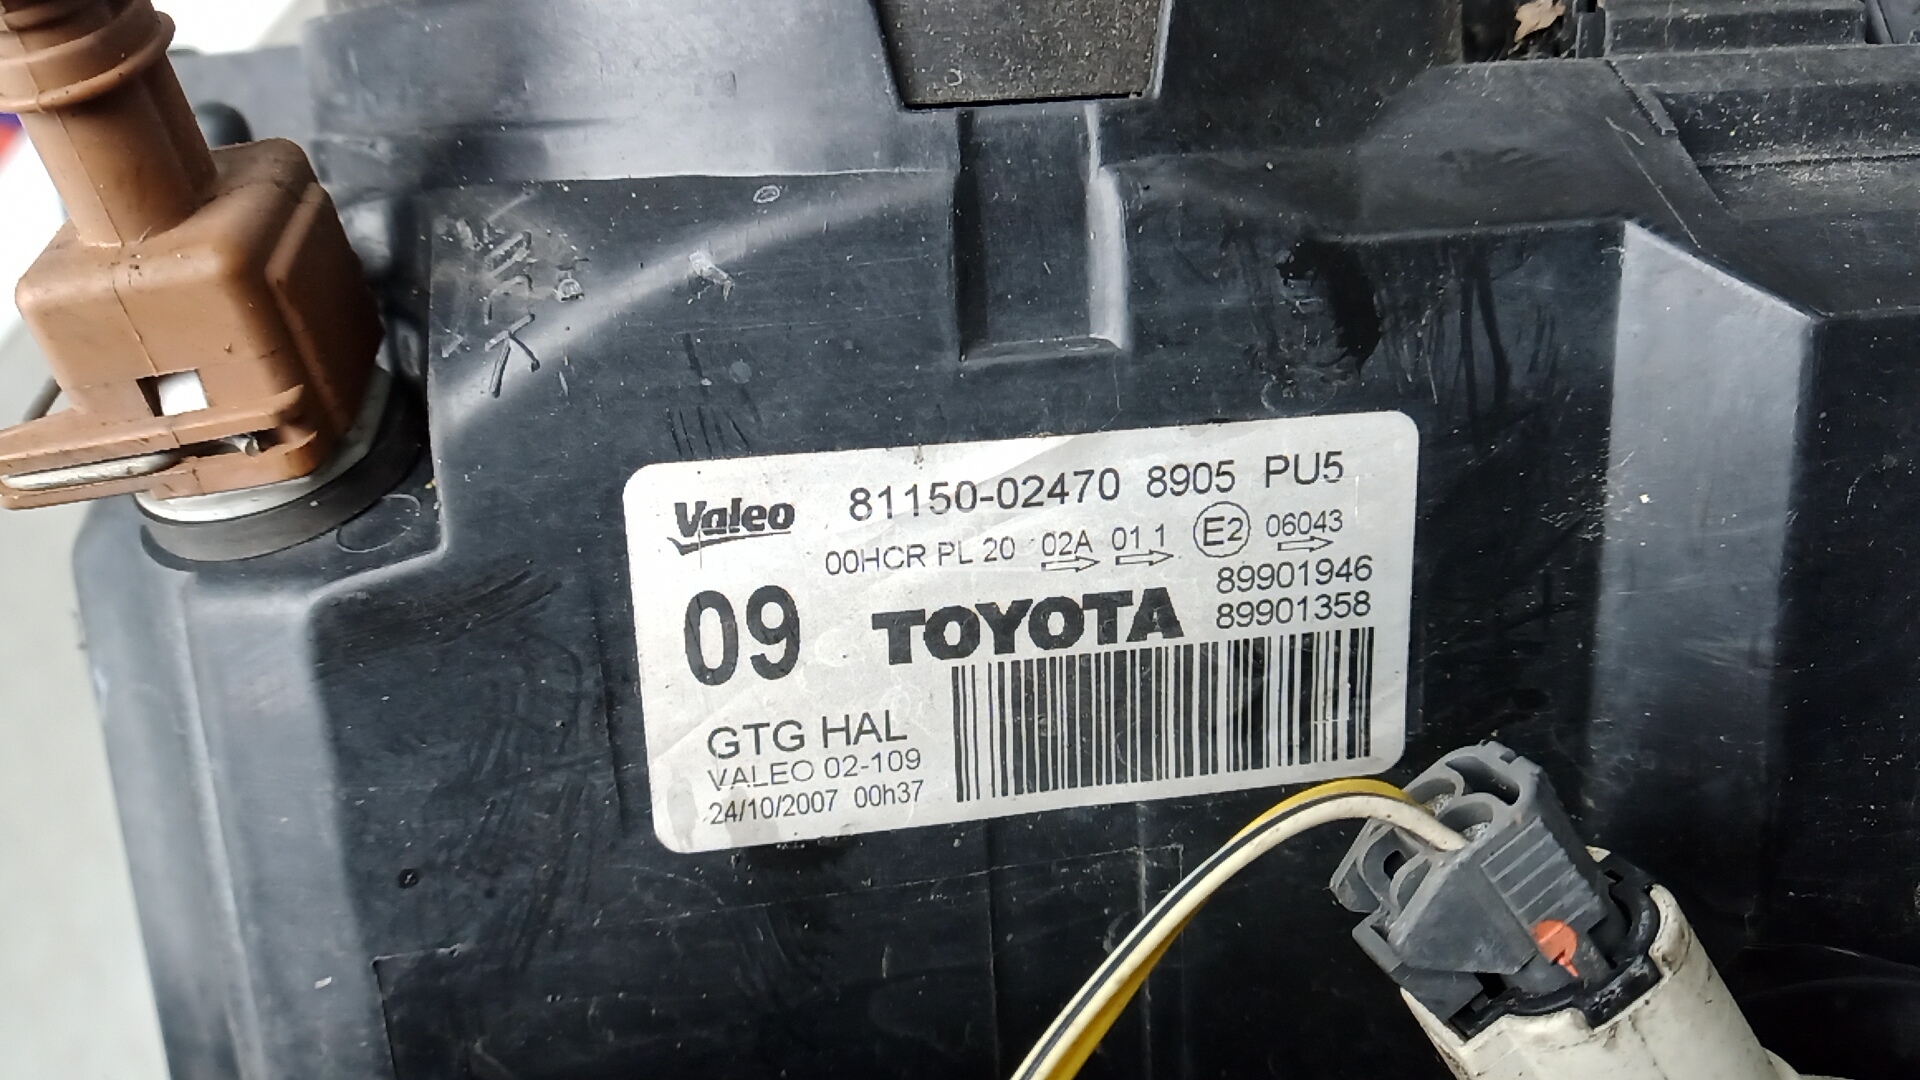 Valeo 81150-02470 8905 PU5
00HCR PL 20 02A 01 1 E2 06043
89901946
09 TOYOTA 89901358
GTG HAL
VALEO 02-109
24/10/2007 00h37